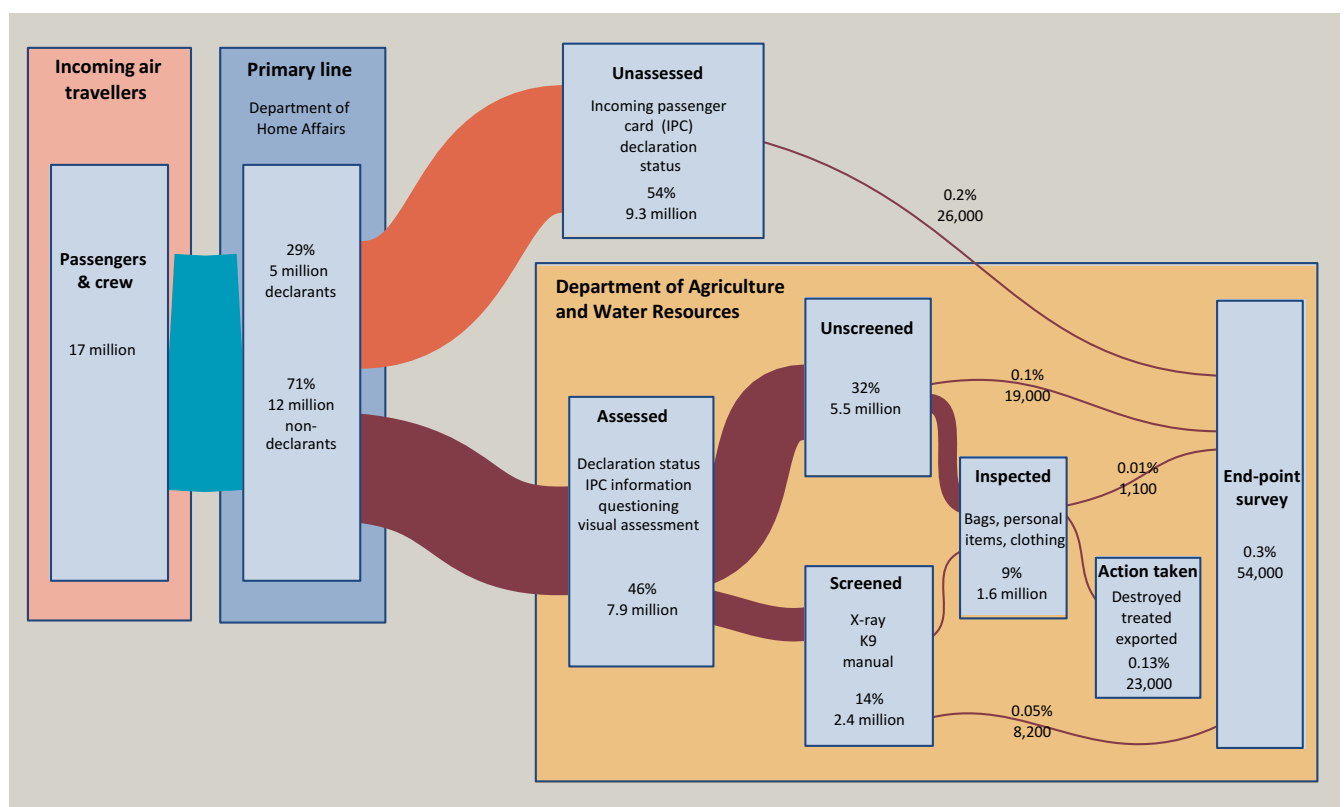 Incoming air
travellers
Passengers
& crew
17 million
Primary line
Department of
Home Affairs
29%
5 million
declarants
71%
12 million
non-
declarants
Unassessed
Incoming passenger
card (IPC)
declaration
status
54%
9.3 million
0.2%
26,000
Department of Agriculture
and Water Resources
Assessed
Declaration status
IPC information
questioning
visual assessment
46%
7.9 million
Unscreened
32%
5.5 million
0.1%
19,000
Screened
X-ray
K9
manual
14%
2.4 million
Inspected
Bags, personal
items, clothing
9%
1.6 million
0.01%
1,100
Action taken
Destroyed
treated
exported
0.13%
23,000
0.05%
8,200
End-point
survey
0.3%
54,000